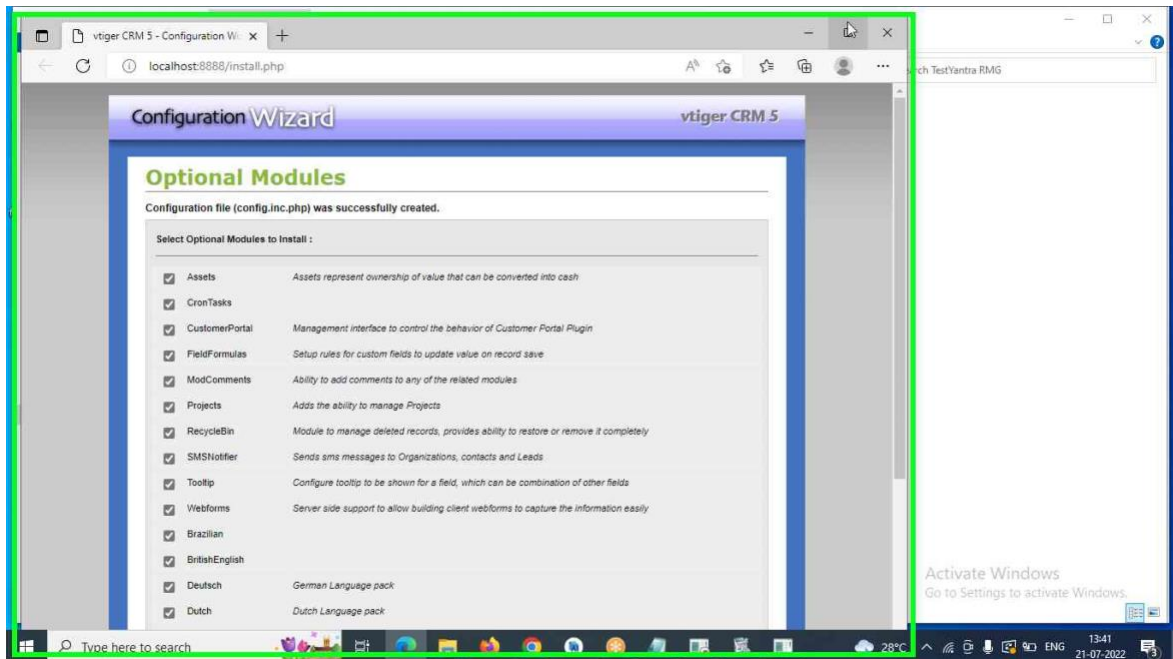 vtiger CRM 5 - Configuration Wi
localhost:8888/install.php
rch TestYantra RMG
Configuration Wizard
vtiger CRM 5
Optional Modules
Configuration file (config.inc.php) was successfully created.
Select Optional Modules to Install :
Assets Assets represent ownership of value that can be converted into cash
CronTasks
CustomerPortal Management interface to control the behavior of Customer Portal Plugin
FieldFormulas Setup rules for custom fields to update value on record save
ModComments Ability to add comments to any of the related modules
Projects Adds the ability to manage Projects
RecycleBin Module to manage deleted records, provides ability to restore or remove it completely
SMSNotifier Sends sms messages to Organizations, contacts and Leads
Tooltip Configure tooltip to be shown for a field, which can be combination of other fields
Webforms Server side support to allow building client webforms to capture the information easily
Brazilian
BritishEnglish
Deutsch German Language pack
Dutch Dutch Language pack
Activate Windows
Go to Settings to activate Windows.
Type here to search
28°C
ENG
13:41
21-07-2022